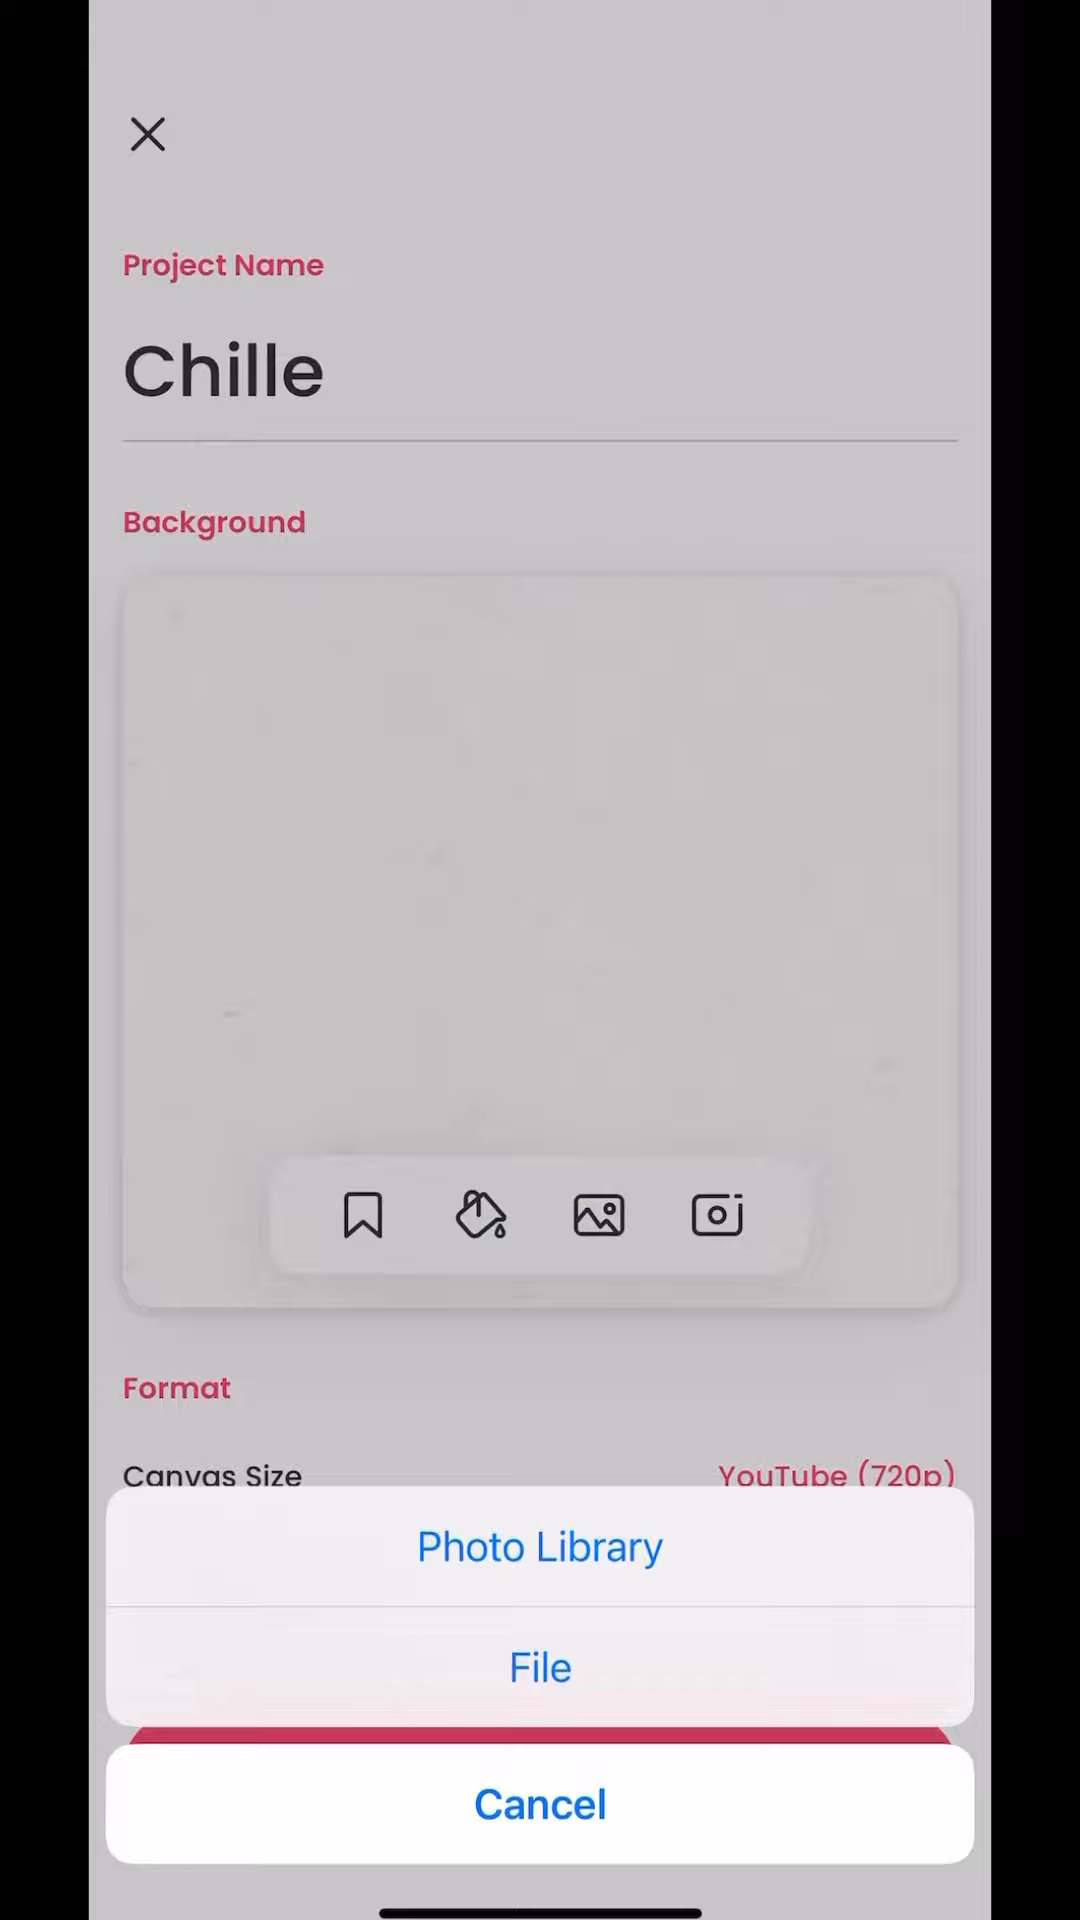 Project Name
Chille
Background
Format
Canvas Size YouTube (720p)
Photo Library
File
Cancel